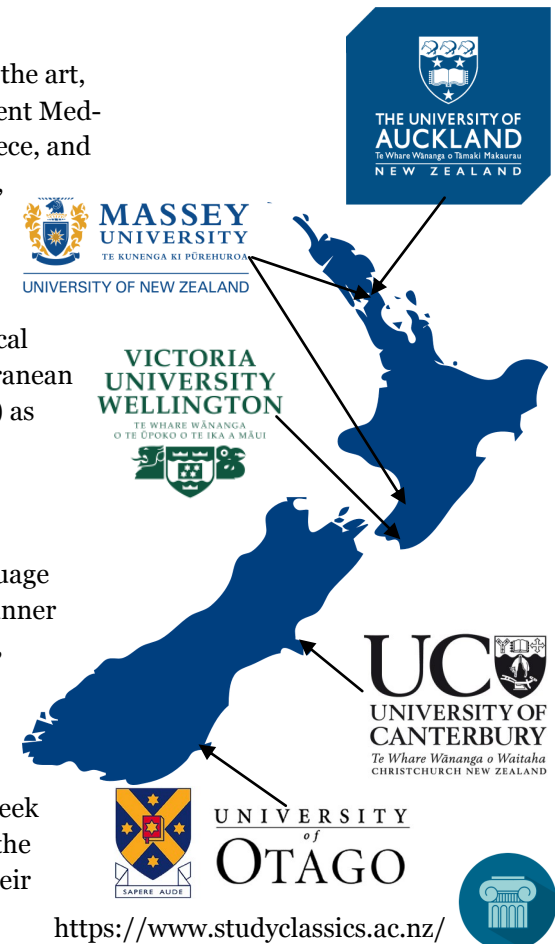 the art,
ent Med-
ece, and
,
cal
ranean
) as
uage
nner
,
eek
the
eir
THE UNIVERSITY OF
AUCKLAND
Te Whare Wānanga o Tāmaki Makaurau
NEW ZEALAND
MASSEY
UNIVERSITY
TE KUNENGA KI PŪREHUROA
UNIVERSITY OF NEW ZEALAND
VICTORIA
UNIVERSITY
WELLINGTON
TE WHARE WĀNANGA
O TE ŪPOKO O TE IKA A MĀUI
UC
UNIVERSITY OF
CANTERBURY
Te Whare Wānanga o Waitaha
CHRISTCHURCH NEW ZEALAND
SAPERE AUDE
UNIVERSITY
of
OTAGO
https://www.studyclassics.ac.nz/